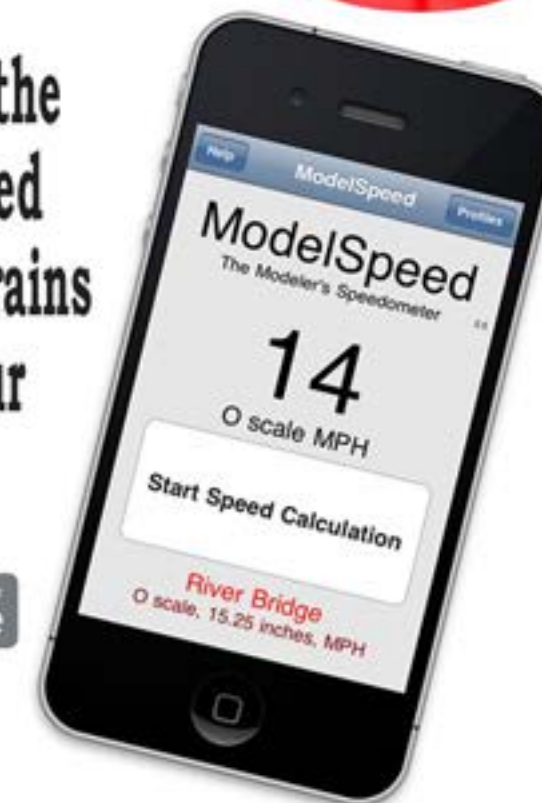 the
ed
rains
ur
Help ModelSpeed Profiles
ModelSpeed
The Modeler's Speedometer
14
O scale MPH
Start Speed Calculation
River Bridge
O scale, 15.25 inches, MPH